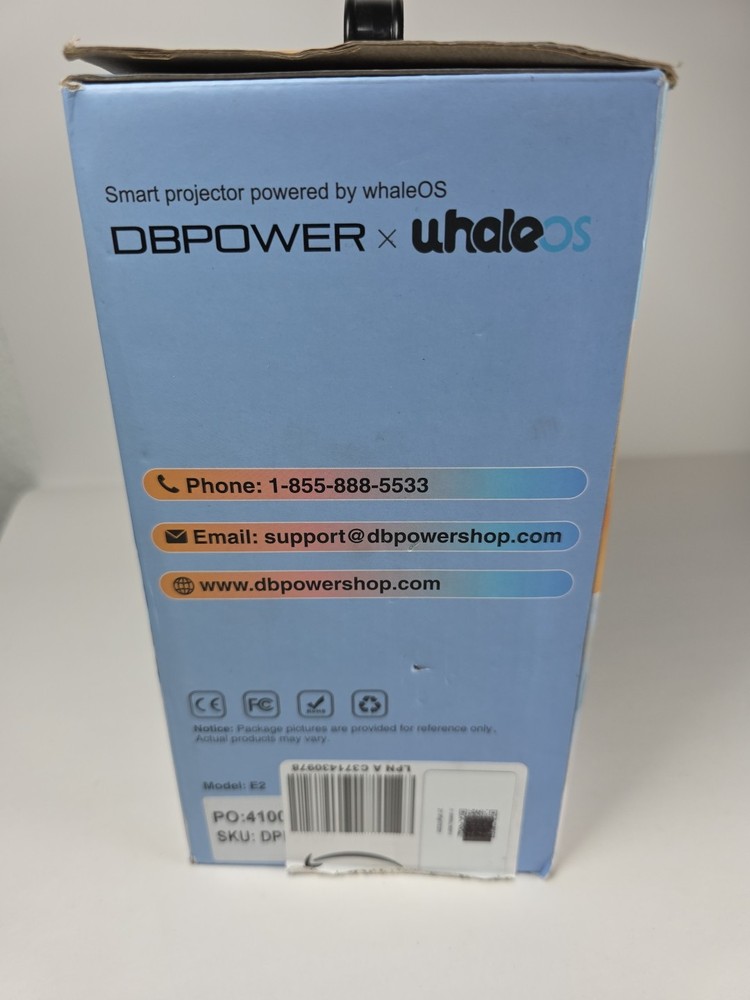 Smart projector powered by whaleOS
DBPOWER × whaleOS
Phone: 1-855-888-5533
Email: support@dbpowershop.com
www.dbpowershop.com
CE FC
Notice: Package pictures are provided for reference only.
Actual products may vary.
Model: E2
LPN A C371430978
PO:4100
SKU: DP